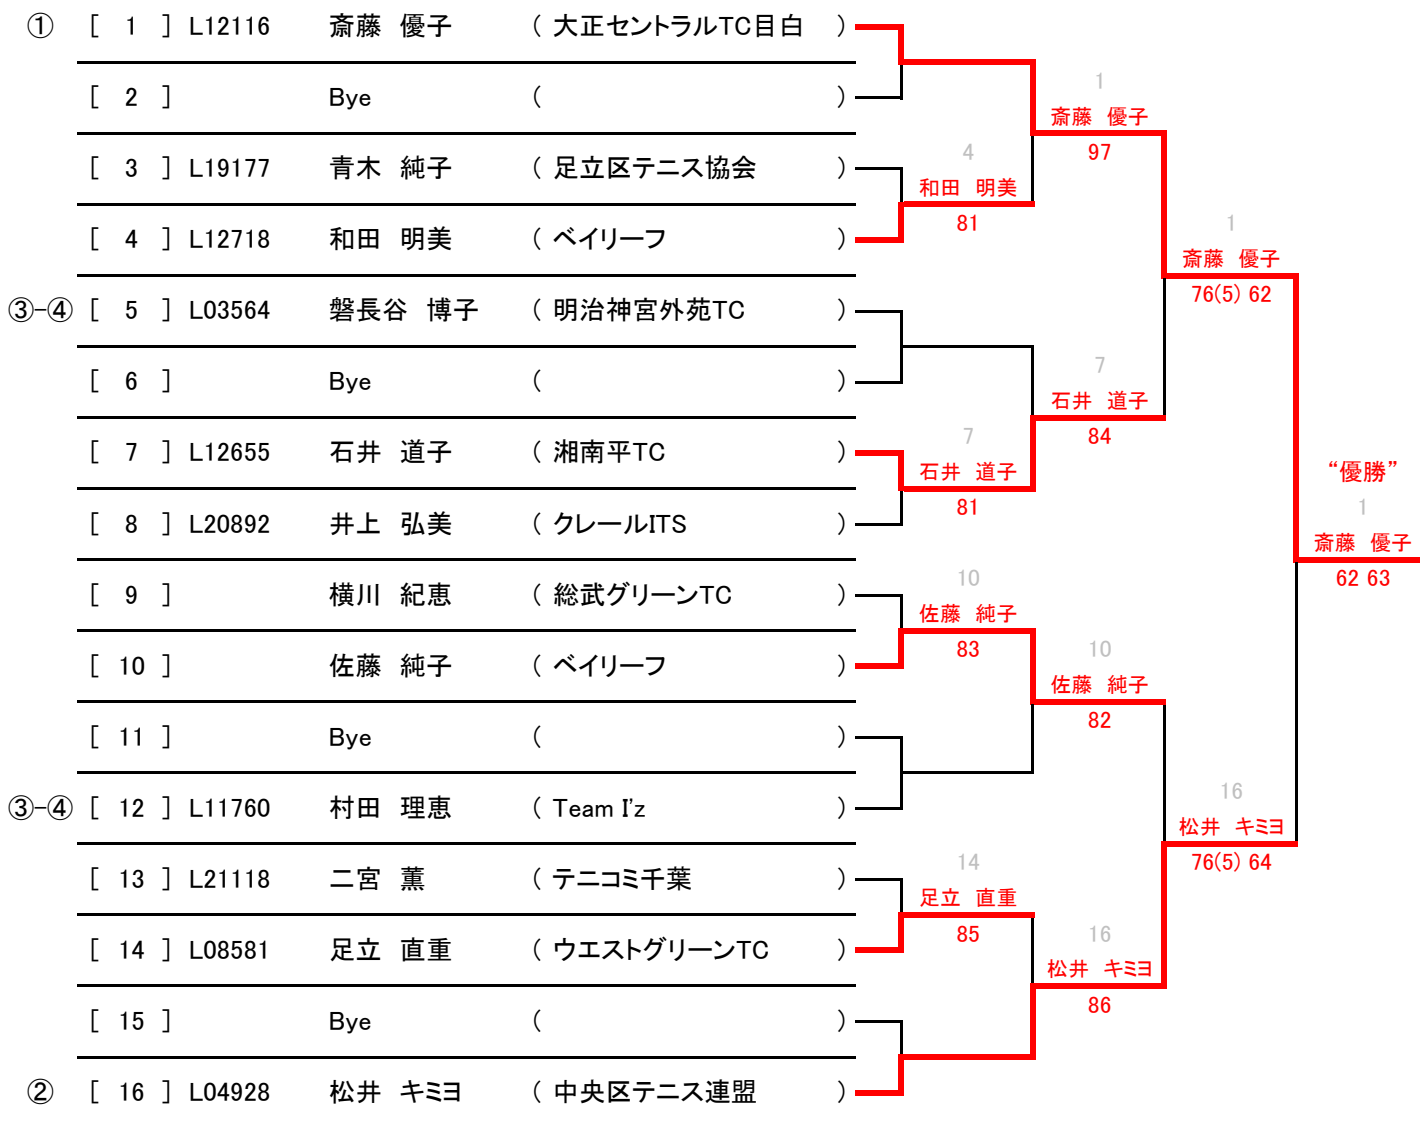 ① [ 1 ] L12116 斎藤 優子 ( 大正セントラルTC目白 )
[ 2 ] Bye ( )
1
斎藤 優子
97
[ 3 ] L19177 青木 純子 ( 足立区テニス協会 )
4
和田 明美
81
[ 4 ] L12718 和田 明美 ( ベイリーフ )
1
斎藤 優子
76(5) 62
③-④ [ 5 ] L03564 磐長谷 博子 ( 明治神宮外苑TC )
[ 6 ] Bye ( )
7
石井 道子
84
[ 7 ] L12655 石井 道子 ( 湘南平TC )
7
石井 道子
81
[ 8 ] L20892 井上 弘美 ( クレールITS )
“優勝”
1
斎藤 優子
62 63
[ 9 ] 横川 紀恵 ( 総武グリーンTC )
10
佐藤 純子
83
[ 10 ] 佐藤 純子 ( ベイリーフ )
10
佐藤 純子
82
[ 11 ] Bye ( )
③-④ [ 12 ] L11760 村田 理恵 ( Team I'z )
16
松井 キミヨ
76(5) 64
[ 13 ] L21118 二宮 薫 ( テニコミ千葉 )
14
足立 直重
85
[ 14 ] L08581 足立 直重 ( ウエストグリーンTC )
16
松井 キミヨ
86
[ 15 ] Bye ( )
② [ 16 ] L04928 松井 キミヨ ( 中央区テニス連盟 )